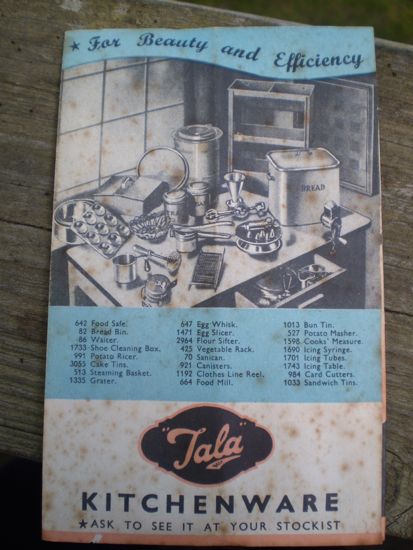 ★ For Beauty and Efficiency
BREAD
642 Food Safe.
82 Bread Bin.
86 Waiter.
1733 Shoe Cleaning Box.
991 Potato Ricer.
3055 Cake Tins.
513 Steaming Basket.
1335 Grater.
647 Egg Whisk.
1471 Egg Slicer.
2964 Flour Sifter.
425 Vegetable Rack.
70 Sanican.
921 Canisters.
1192 Clothes Line Reel.
664 Food Mill.
1013 Bun Tin.
527 Potato Masher.
1598 Cooks' Measure.
1690 Icing Syringe.
1701 Icing Tubes.
1743 Icing Table.
984 Card Cutters.
1033 Sandwich Tins.
"Tala"
KITCHENWARE
★ ASK TO SEE IT AT YOUR STOCKIST